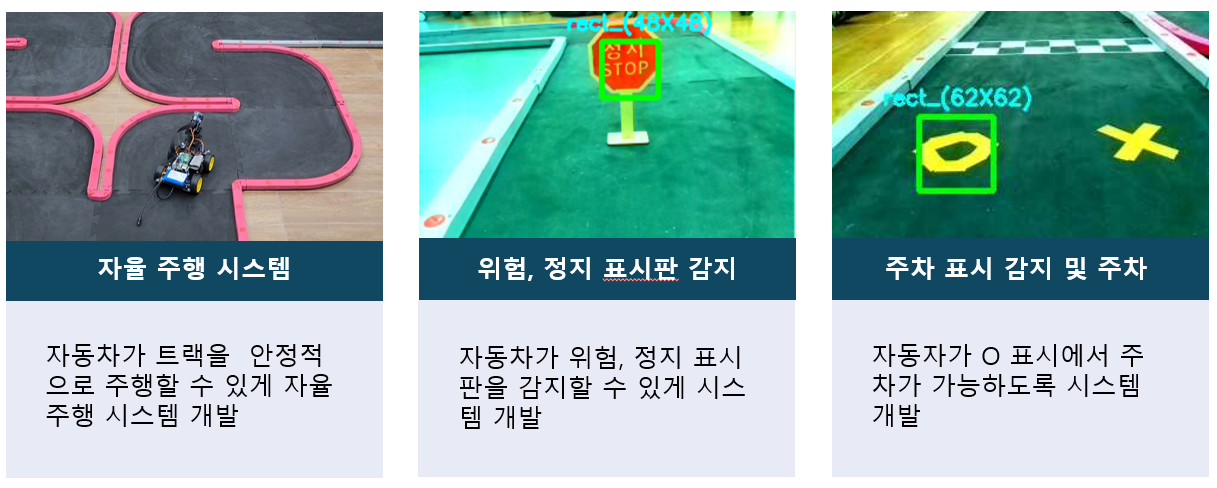 rect_(48X48)
정지
STOP
rect_(62X62)
자율 주행 시스템
위험, 정지 표시판 감지
주차 표시 감지 및 주차
자동차가 트랙을  안정적
으로 주행할 수 있게 자율
주행 시스템 개발
자동차가 위험, 정지 표시
판을 감지할 수 있게 시스
템 개발
자동자가 O 표시에서 주
차가 가능하도록 시스템
개발